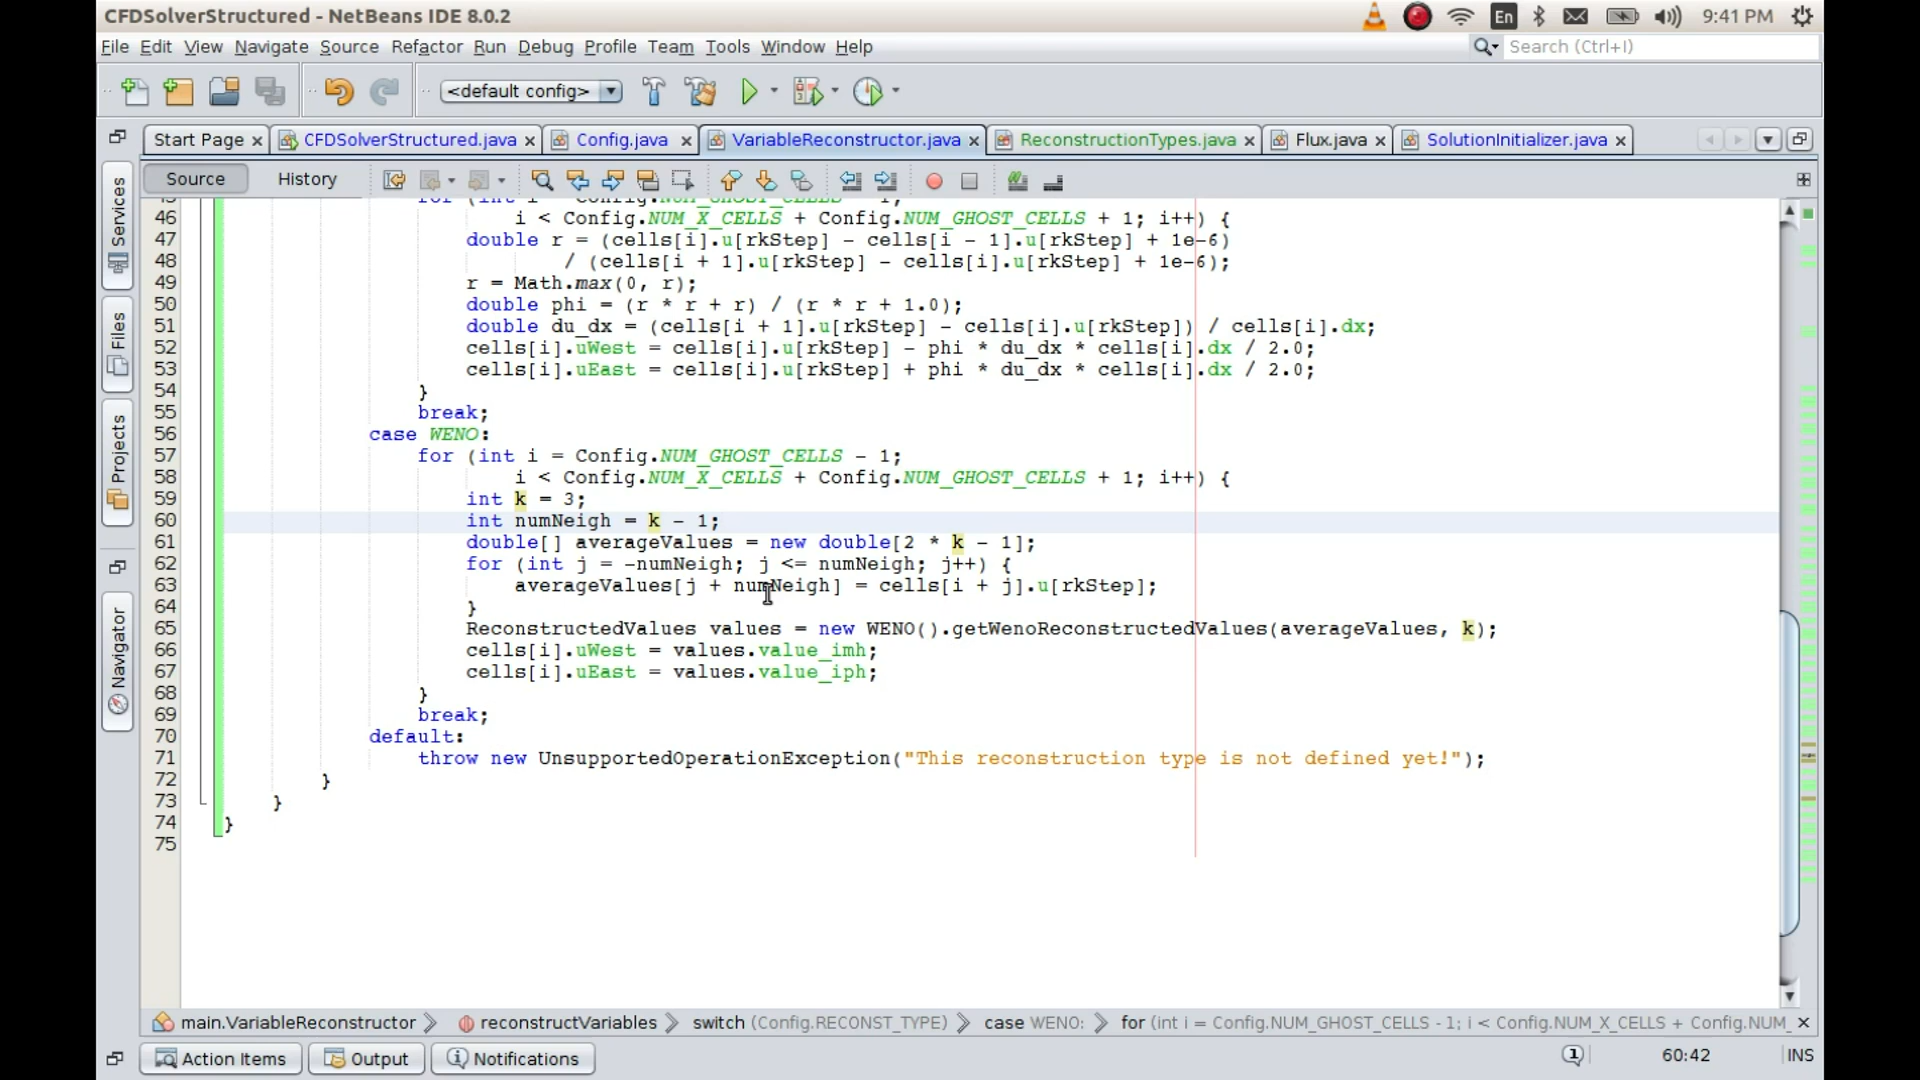 CFDSolverStructured - NetBeans IDE 8.0.2
En
9:41 PM
File Edit View Navigate Source Refactor Run Debug Profile Team Tools Window Help
Search (Ctrl+I)
<default config>
Start Page CFDSolverStructured.java Config.java VariableReconstructor.java ReconstructionTypes.java Flux.java SolutionInitializer.java
Source History
Services
Files
Projects
Navigator
46 i < Config.NUM_X_CELLS + Config.NUM_GHOST_CELLS + 1; i++) {
47 double r = (cells[i].u[rkStep] - cells[i - 1].u[rkStep] + 1e-6)
48 / (cells[i + 1].u[rkStep] - cells[i].u[rkStep] + 1e-6);
49 r = Math.max(0, r);
50 double phi = (r * r + r) / (r * r + 1.0);
51 double du_dx = (cells[i + 1].u[rkStep] - cells[i].u[rkStep]) / cells[i].dx;
52 cells[i].uWest = cells[i].u[rkStep] - phi * du_dx * cells[i].dx / 2.0;
53 cells[i].uEast = cells[i].u[rkStep] + phi * du_dx * cells[i].dx / 2.0;
54 }
55 break;
56 case WENO:
57 for (int i = Config.NUM_GHOST_CELLS - 1;
58 i < Config.NUM_X_CELLS + Config.NUM_GHOST_CELLS + 1; i++) {
59 int k = 3;
60 int numNeigh = k - 1;
61 double[] averageValues = new double[2 * k - 1];
62 for (int j = -numNeigh; j <= numNeigh; j++) {
63 averageValues[j + numNeigh] = cells[i + j].u[rkStep];
64 }
65 ReconstructedValues values = new WENO().getWenoReconstructedValues(averageValues, k);
66 cells[i].uWest = values.value_imh;
67 cells[i].uEast = values.value_iph;
68 }
69 break;
70 default:
71 throw new UnsupportedOperationException("This reconstruction type is not defined yet!");
72 }
73 }
74 }
75
main.VariableReconstructor reconstructVariables switch (Config.RECONST_TYPE) case WENO: for (int i = Config.NUM_GHOST_CELLS - 1; i < Config.NUM_X_CELLS + Config.NUM_
Action Items Output Notifications
1 60:42 INS